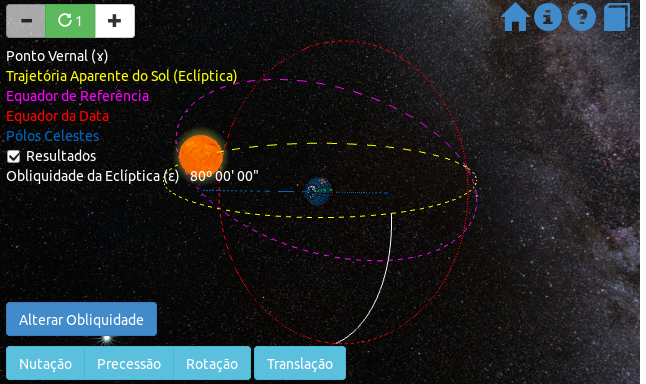 1
Ponto Vernal (ɤ)
Trajetória Aparente do Sol (Eclíptica)
Equador de Referência
Equador da Data
Pólos Celestes
Resultados
Obliquidade da Eclíptica (ε) 80º 00' 00"
Alterar Obliquidade
Nutação Precessão Rotação Translação